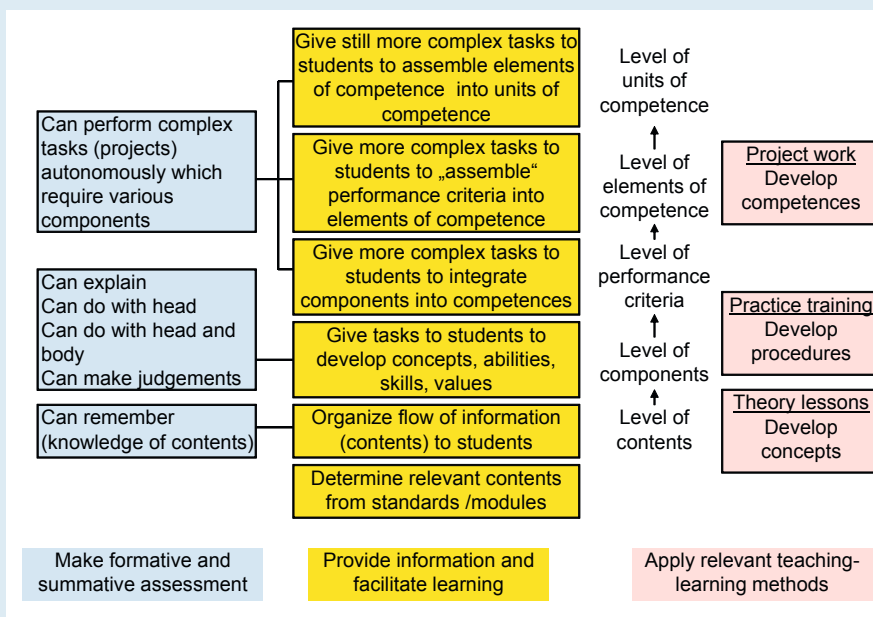 Can perform complex
tasks (projects)
autonomously which
require various
components
Can explain
Can do with head
Can do with head and
body
Can make judgements
Can remember
(knowledge of contents)
Make formative and
summative assessment
Give still more complex tasks to
students to assemble elements
of competence into units of
competence
Give more complex tasks to
students to „assemble“
performance criteria into
elements of competence
Give more complex tasks to
students to integrate
components into competences
Give tasks to students to
develop concepts, abilities,
skills, values
Organize flow of information
(contents) to students
Determine relevant contents
from standards /modules
Provide information and
facilitate learning
Level of
units of
competence
Level of
elements of
competence
Level of
performance
criteria
Level of
components
Level of
contents
Project work
Develop
competences
Practice training
Develop
procedures
Theory lessons
Develop
concepts
Apply relevant teaching-
learning methods